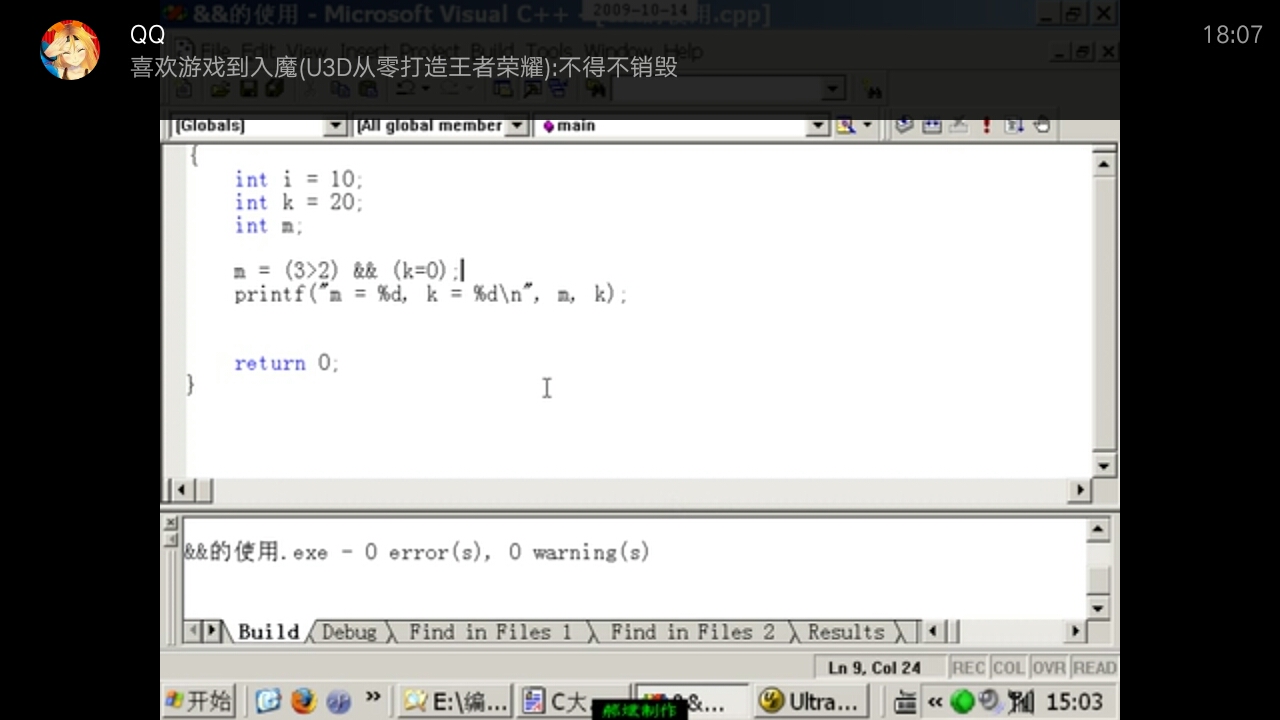 &&的使用 - Microsoft Visual C++ - [
2009-10-14
用.cpp]
QQ
18:07
File Edit View Insert Project Build Tools Window Help
喜欢游戏到入魔(U3D从零打造王者荣耀):不得不销毁
(Globals)
(All global member
main
{
int i = 10;
int k = 20;
int m;
m = (3>2) && (k=0);
printf("m = %d, k = %d\n", m, k);
return 0;
}
&&的使用.exe - 0 error(s), 0 warning(s)
Build
Debug
Find in Files 1
Find in Files 2
Results
Ln 9, Col 24
REC COL OVR READ
开始
»
E:\编...
C大
&...
Ultra...
«
15:03
郝斌制作